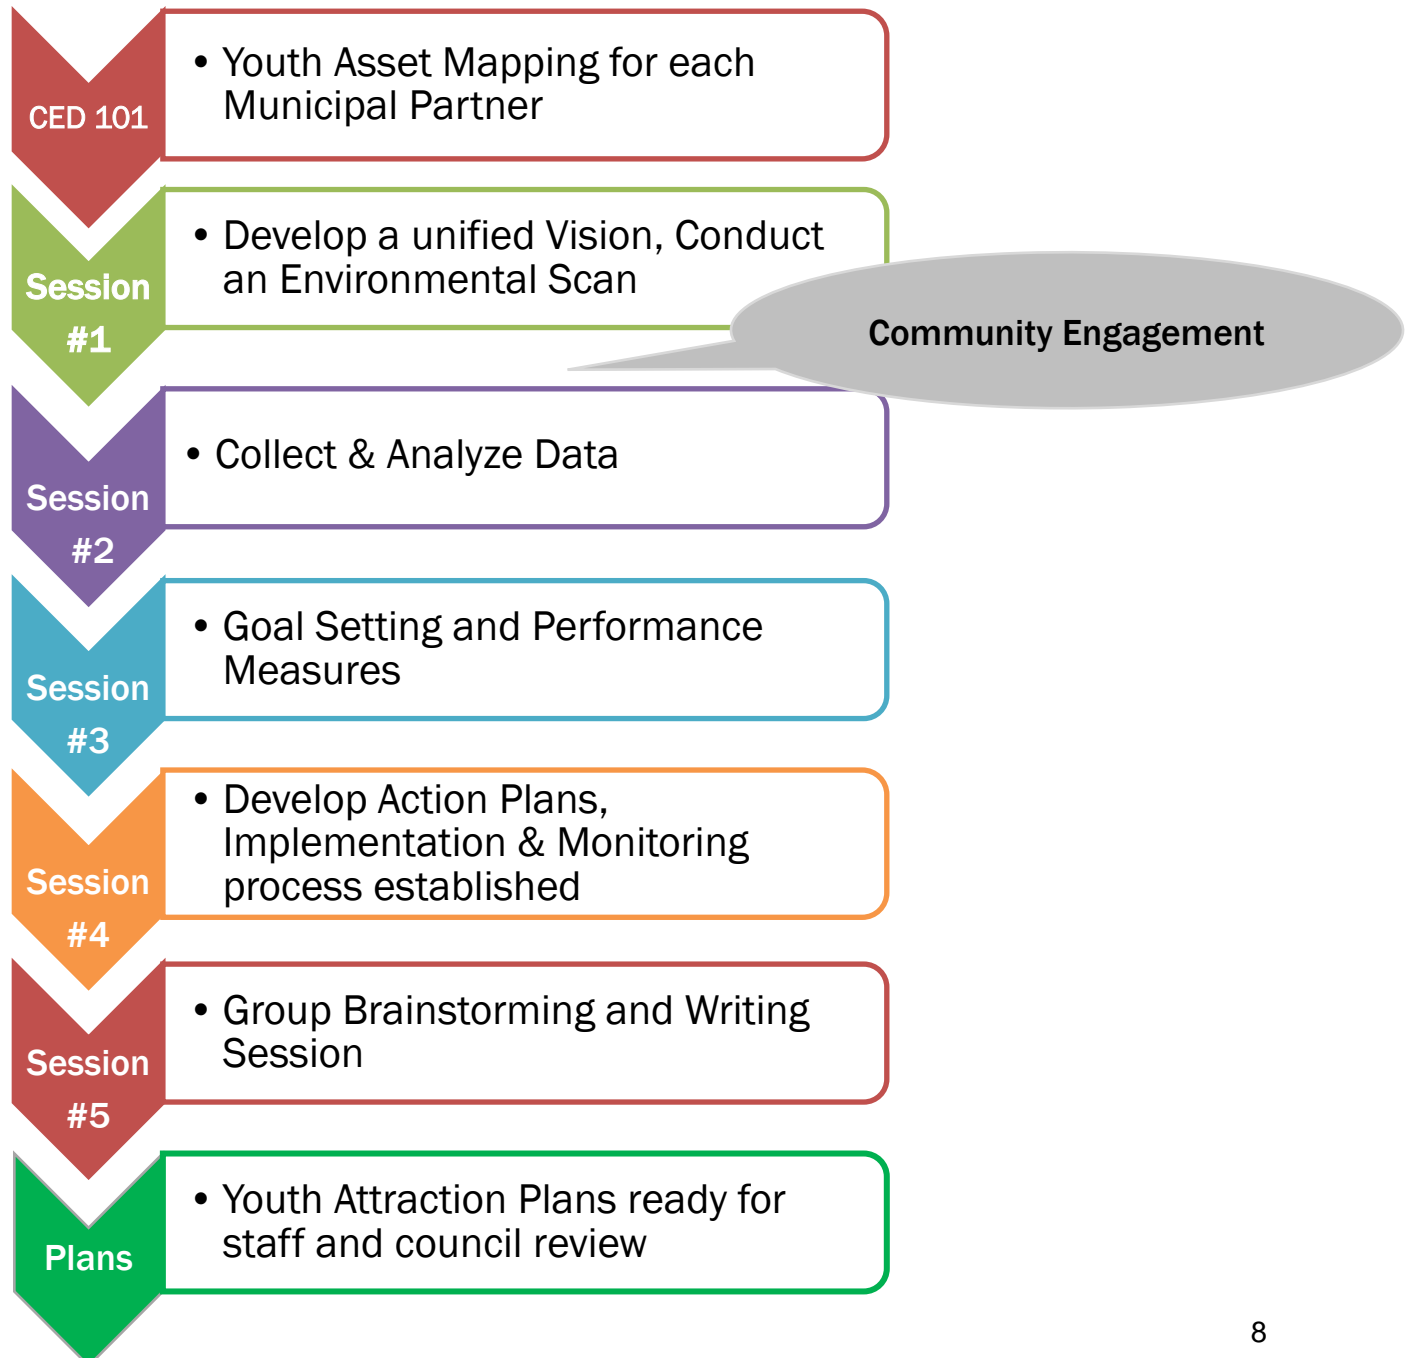 CED 101
• Youth Asset Mapping for each
Municipal Partner
Session
#1
• Develop a unified Vision, Conduct
an Environmental Scan
Community Engagement
Session
#2
• Collect & Analyze Data
Session
#3
• Goal Setting and Performance
Measures
Session
#4
• Develop Action Plans,
Implementation & Monitoring
process established
Session
#5
• Group Brainstorming and Writing
Session
Plans
• Youth Attraction Plans ready for
staff and council review
8